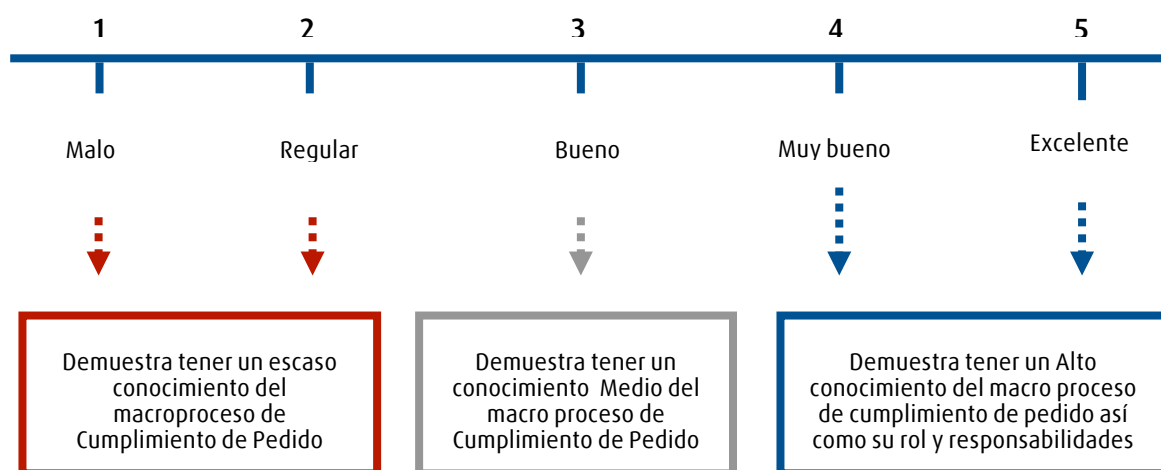 1 2 3 4 5
Malo Regular Bueno Muy bueno Excelente
Demuestra tener un escaso
conocimiento del
macroproceso de
Cumplimiento de Pedido
Demuestra tener un
conocimiento Medio del
macro proceso de
Cumplimiento de Pedido
Demuestra tener un Alto
conocimiento del macro proceso
de cumplimiento de pedido así
como su rol y responsabilidades